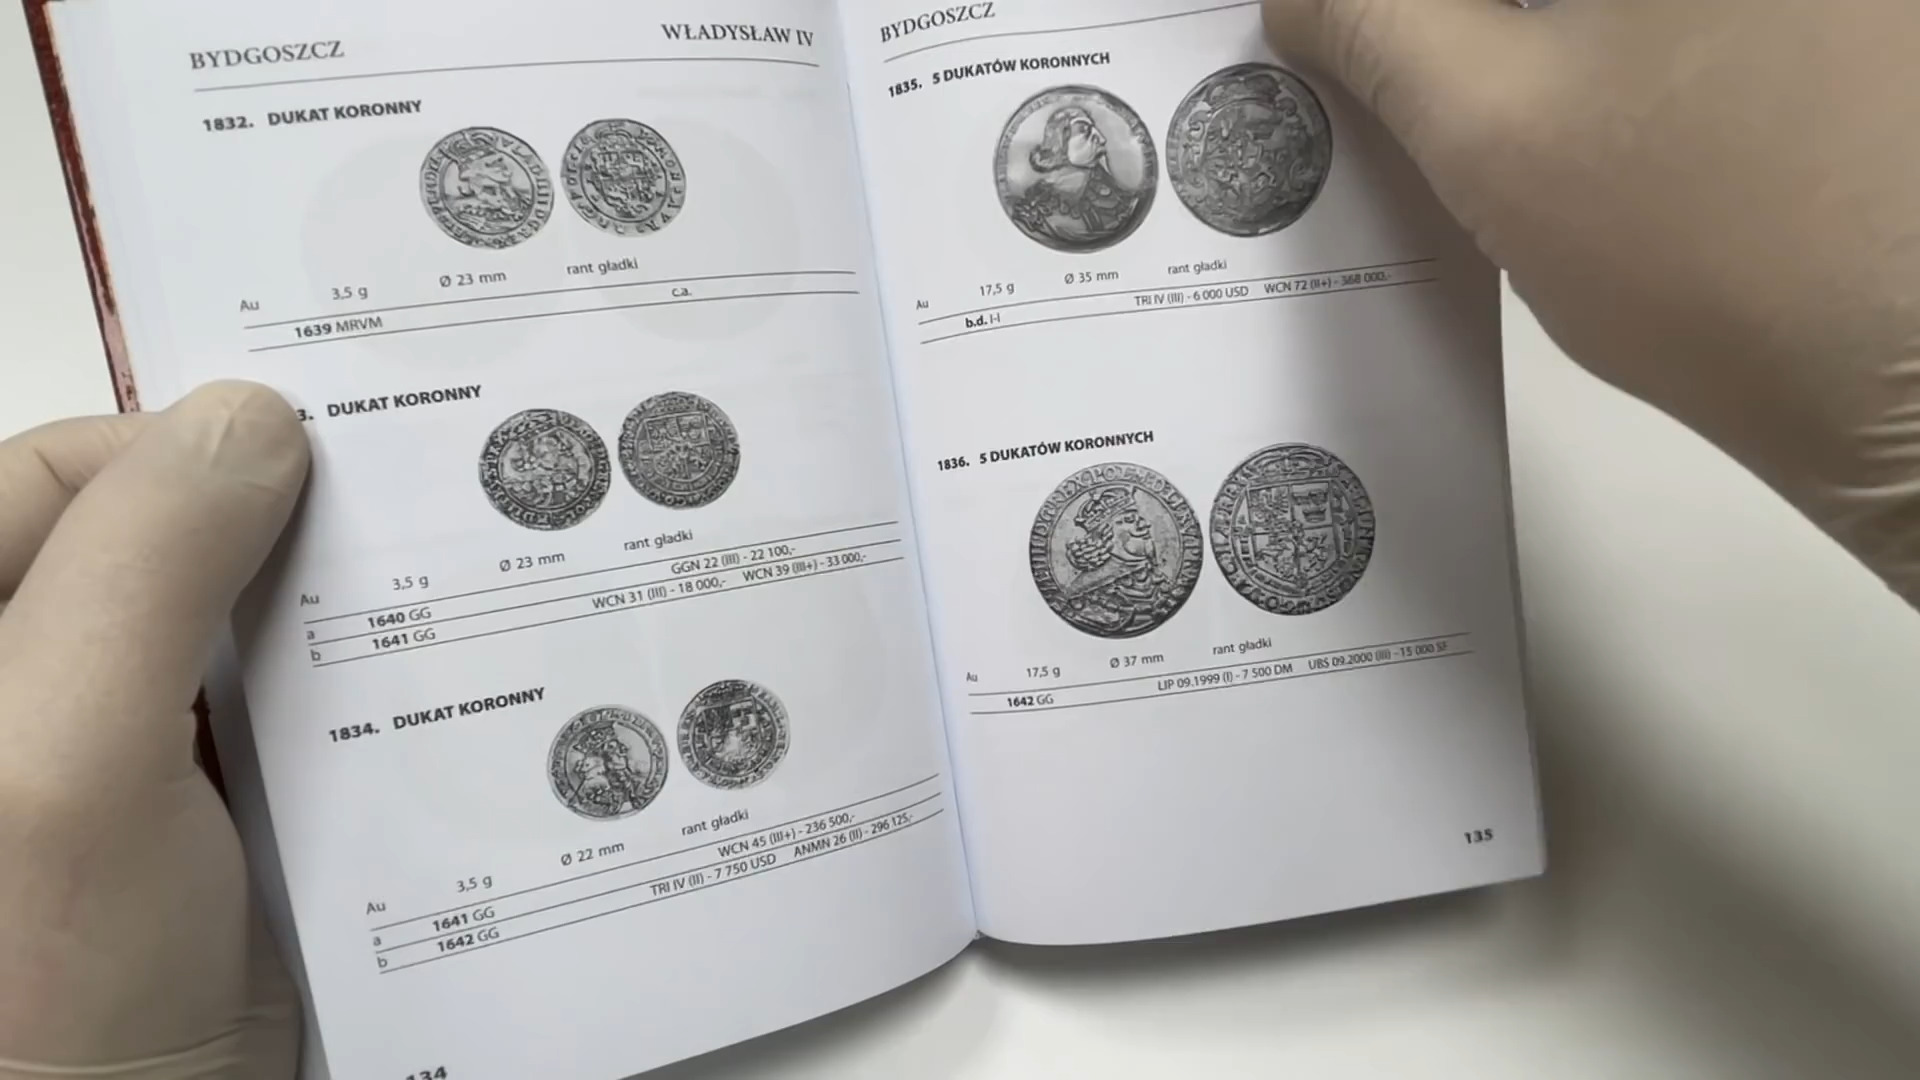 BYDGOSZCZ WŁADYSŁAW IV
1832. DUKAT KORONNY
Au 3,5 g Ø 23 mm rant gładki
1639 MRVM c.a.
3. DUKAT KORONNY
Au 3,5 g Ø 23 mm rant gładki
a 1640 GG GGN 22 (III) - 22 100,-
b 1641 GG WCN 31 (III) - 18 000,- WCN 39 (III+) - 33 000,-
1834. DUKAT KORONNY
Au 3,5 g Ø 22 mm rant gładki
a 1641 GG WCN 45 (III+) - 236 500,-
b 1642 GG TRI IV (II) - 7 750 USD ANMN 26 (II) - 296 125,-
134
BYDGOSZCZ
1835. 5 DUKATÓW KORONNYCH
Au 17,5 g Ø 35 mm rant gładki
b.d. I-I TRI IV (III) - 6 000 USD WCN 72 (II+) - 368 000,-
1836. 5 DUKATÓW KORONNYCH
Au 17,5 g Ø 37 mm rant gładki
1642 GG LIP 09.1999 (I) - 7 500 DM UBS 09.2000 (III) - 15 000 SF
135